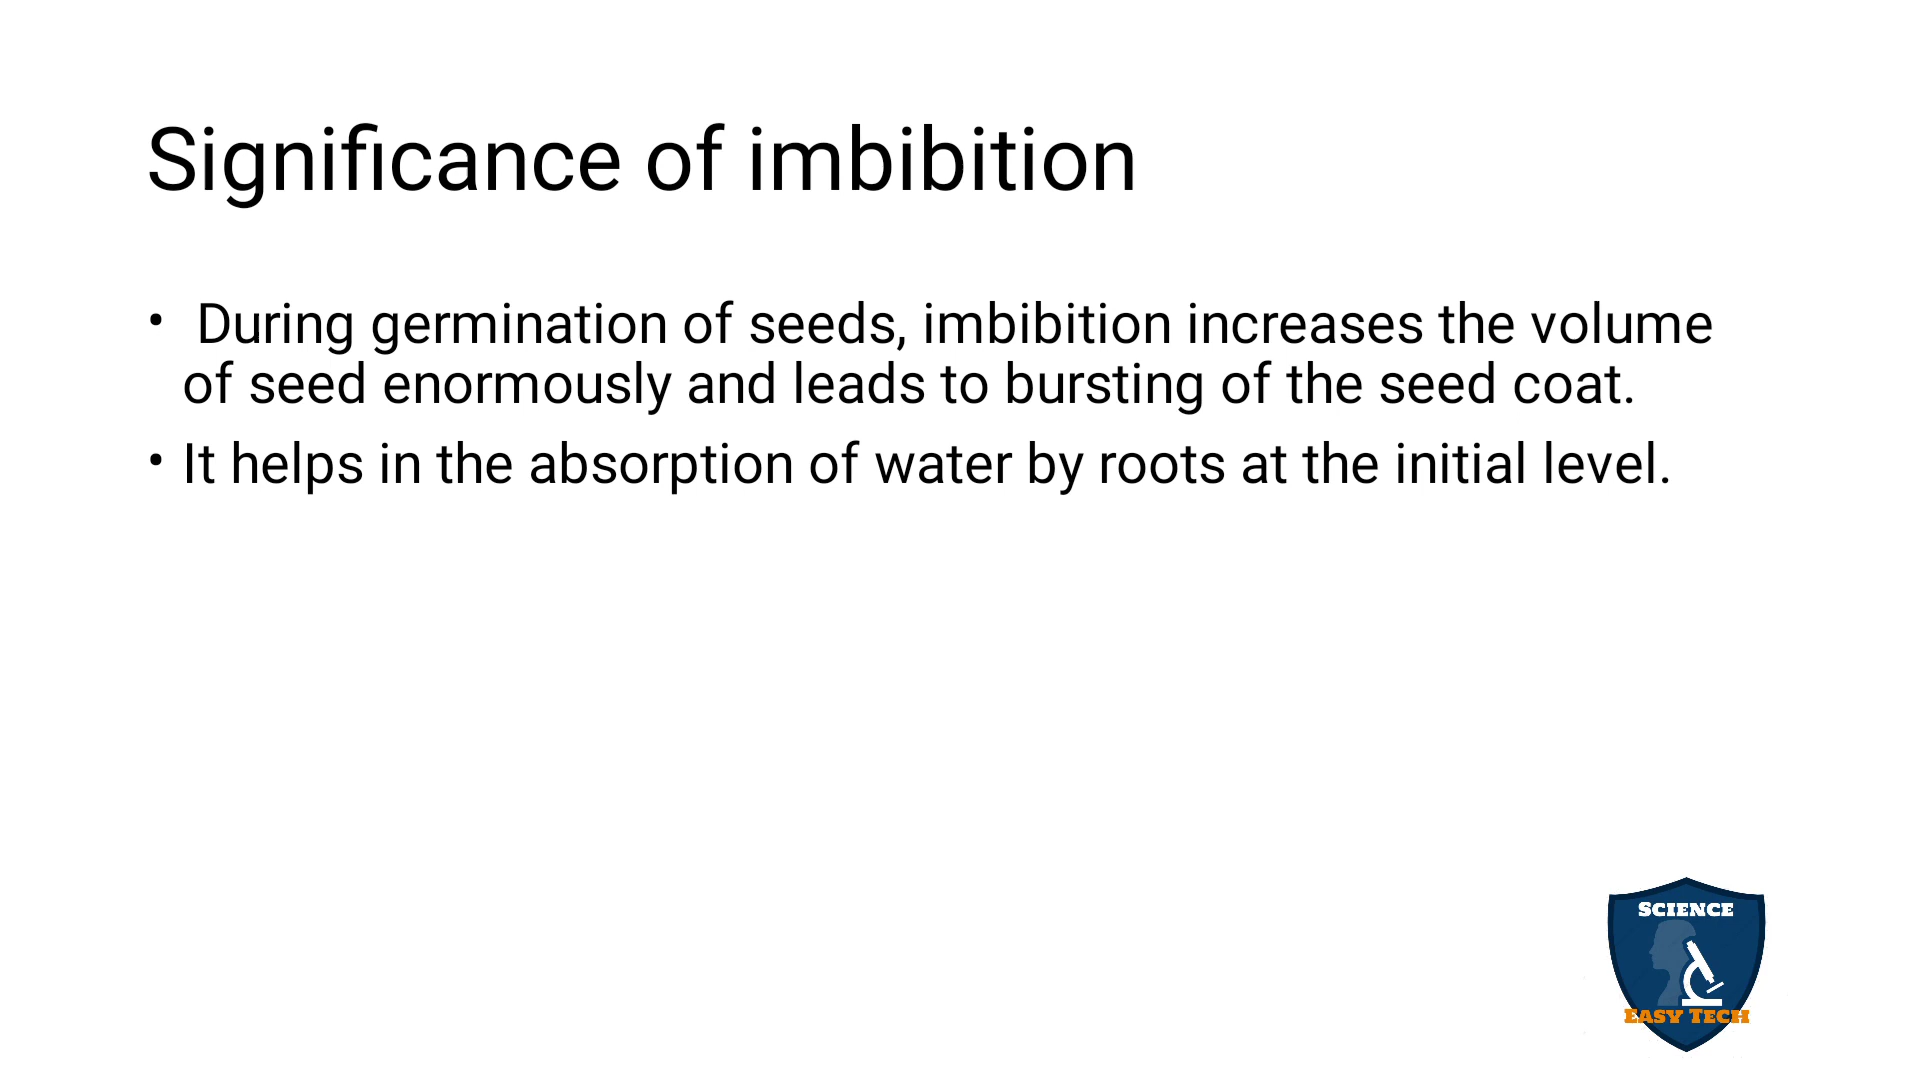 Significance of imbibition
• During germination of seeds, imbibition increases the volume
of seed enormously and leads to bursting of the seed coat.
• It helps in the absorption of water by roots at the initial level.
SCIENCE
EASY TECH